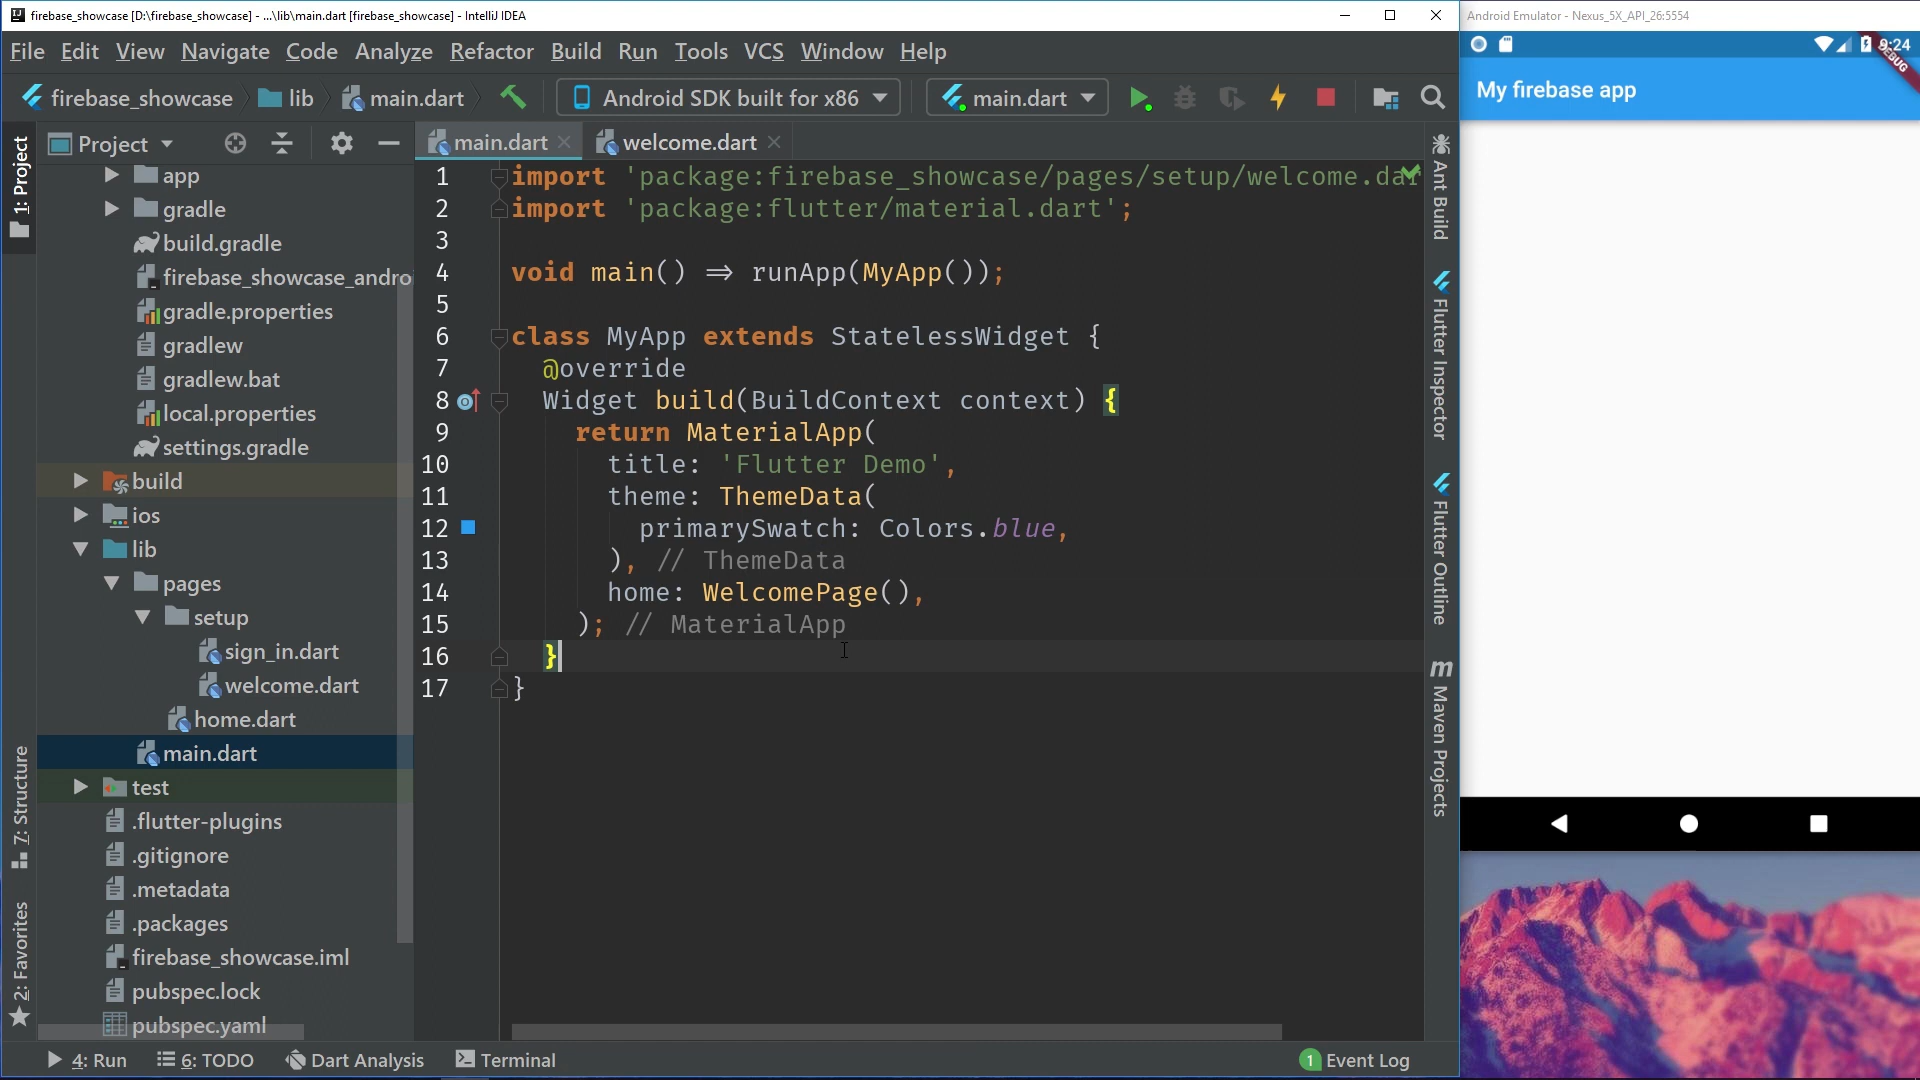 firebase_showcase [D:\firebase_showcase] - ...\lib\main.dart [firebase_showcase] - IntelliJ IDEA
File Edit View Navigate Code Analyze Refactor Build Run Tools VCS Window Help
firebase_showcase lib main.dart Android SDK built for x86 main.dart
Project
main.dart welcome.dart
1: Project
7: Structure
2: Favorites
app
gradle
build.gradle
firebase_showcase_andro
gradle.properties
gradlew
gradlew.bat
local.properties
settings.gradle
build
ios
lib
pages
setup
sign_in.dart
welcome.dart
home.dart
main.dart
test
.flutter-plugins
.gitignore
.metadata
.packages
firebase_showcase.iml
pubspec.lock
pubspec.yaml
1 import 'package:firebase_showcase/pages/setup/welcome.dar
2 import 'package:flutter/material.dart';
3
4 void main() => runApp(MyApp());
5
6 class MyApp extends StatelessWidget {
7 @override
8 Widget build(BuildContext context) {
9 return MaterialApp(
10 title: 'Flutter Demo',
11 theme: ThemeData(
12 primarySwatch: Colors.blue,
13 ), // ThemeData
14 home: WelcomePage(),
15 ); // MaterialApp
16 }
17 }
Ant Build
Flutter Inspector
Flutter Outline
m Maven Projects
4: Run 6: TODO Dart Analysis Terminal 1 Event Log
Android Emulator - Nexus_5X_API_26:5554
9:24
DEBUG
My firebase app